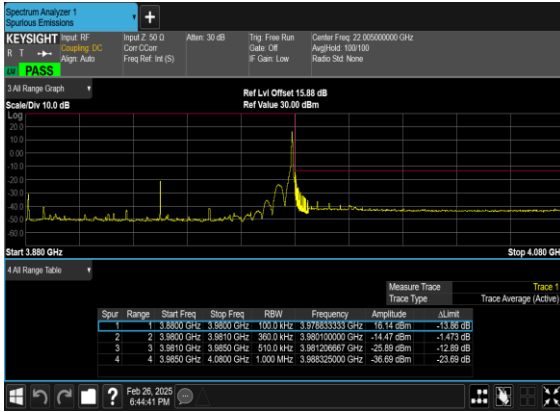 Spectrum Analyzer 1
Spurious Emissions
KEYSIGHT Input: RF Input Z: 50 Ω Atten: 30 dB Trig: Free Run Center Freq: 22.005000000 GHz
R T Coupling: DC Corr CCorr Gate: Off Avg|Hold: 100/100
Align: Auto Freq Ref: Int (S) IF Gain: Low Radio Std: None
PASS
3 All Range Graph
Ref Lvl Offset 15.88 dB
Scale/Div 10.0 dB Ref Value 30.00 dBm
Log
20.0
10.0
0.00
-10.0
-20.0
-30.0
-40.0
-50.0
-60.0
Start 3.880 GHz Stop 4.080 GH
4 All Range Table
Measure Trace Trace 1
Trace Type Trace Average (Active)
Spur Range Start Freq Stop Freq RBW Frequency Amplitude ΔLimit
1 1 3.8800 GHz 3.9800 GHz 100.0 kHz 3.978833333 GHz 16.14 dBm -13.86 dB
2 2 3.9800 GHz 3.9810 GHz 360.0 kHz 3.980100000 GHz -14.47 dBm -1.473 dB
3 3 3.9810 GHz 3.9850 GHz 510.0 kHz 3.981206667 GHz -25.89 dBm -12.89 dB
4 4 3.9850 GHz 4.0800 GHz 1.000 MHz 3.988325000 GHz -36.69 dBm -23.69 dB
Feb 26, 2025
6:44:41 PM